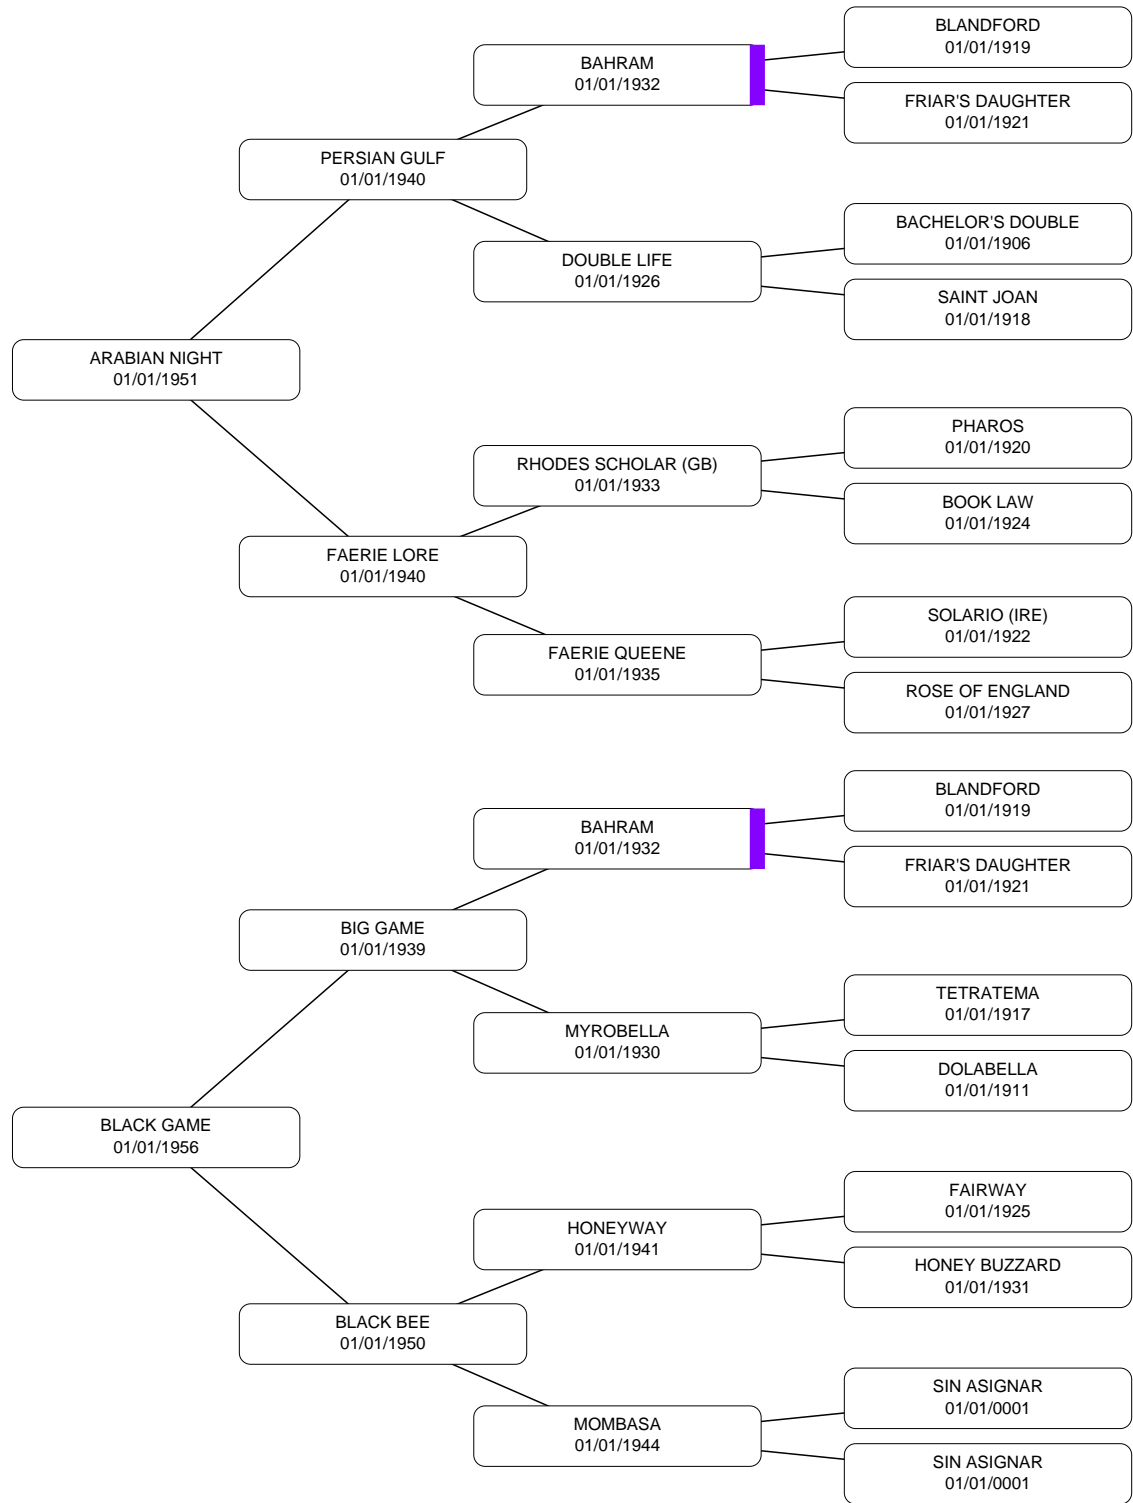 BLANDFORD
01/01/1919
BAHRAM
01/01/1932
FRIAR'S DAUGHTER
01/01/1921
PERSIAN GULF
01/01/1940
BACHELOR'S DOUBLE
01/01/1906
DOUBLE LIFE
01/01/1926
SAINT JOAN
01/01/1918
ARABIAN NIGHT
01/01/1951
PHAROS
01/01/1920
RHODES SCHOLAR (GB)
01/01/1933
BOOK LAW
01/01/1924
FAERIE LORE
01/01/1940
SOLARIO (IRE)
01/01/1922
FAERIE QUEENE
01/01/1935
ROSE OF ENGLAND
01/01/1927
BLANDFORD
01/01/1919
BAHRAM
01/01/1932
FRIAR'S DAUGHTER
01/01/1921
BIG GAME
01/01/1939
TETRATEMA
01/01/1917
MYROBELLA
01/01/1930
DOLABELLA
01/01/1911
BLACK GAME
01/01/1956
FAIRWAY
01/01/1925
HONEYWAY
01/01/1941
HONEY BUZZARD
01/01/1931
BLACK BEE
01/01/1950
SIN ASIGNAR
01/01/0001
MOMBASA
01/01/1944
SIN ASIGNAR
01/01/0001